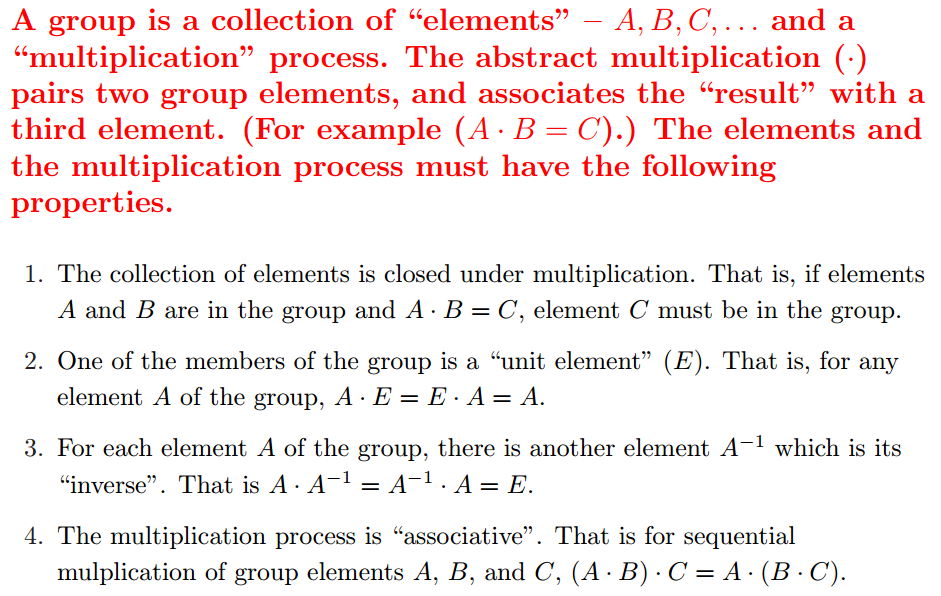 A group is a collection of “elements” – A, B, C, . . . and a
“multiplication” process. The abstract multiplication (·)
pairs two group elements, and associates the “result” with a
third element. (For example (A · B = C).) The elements and
the multiplication process must have the following
properties.
1. The collection of elements is closed under multiplication. That is, if elements
A and B are in the group and A · B = C, element C must be in the group.
2. One of the members of the group is a “unit element” (E). That is, for any
element A of the group, A · E = E · A = A.
3. For each element A of the group, there is another element A⁻¹ which is its
“inverse”. That is A · A⁻¹ = A⁻¹ · A = E.
4. The multiplication process is “associative”. That is for sequential
mulplication of group elements A, B, and C, (A · B) · C = A · (B · C).